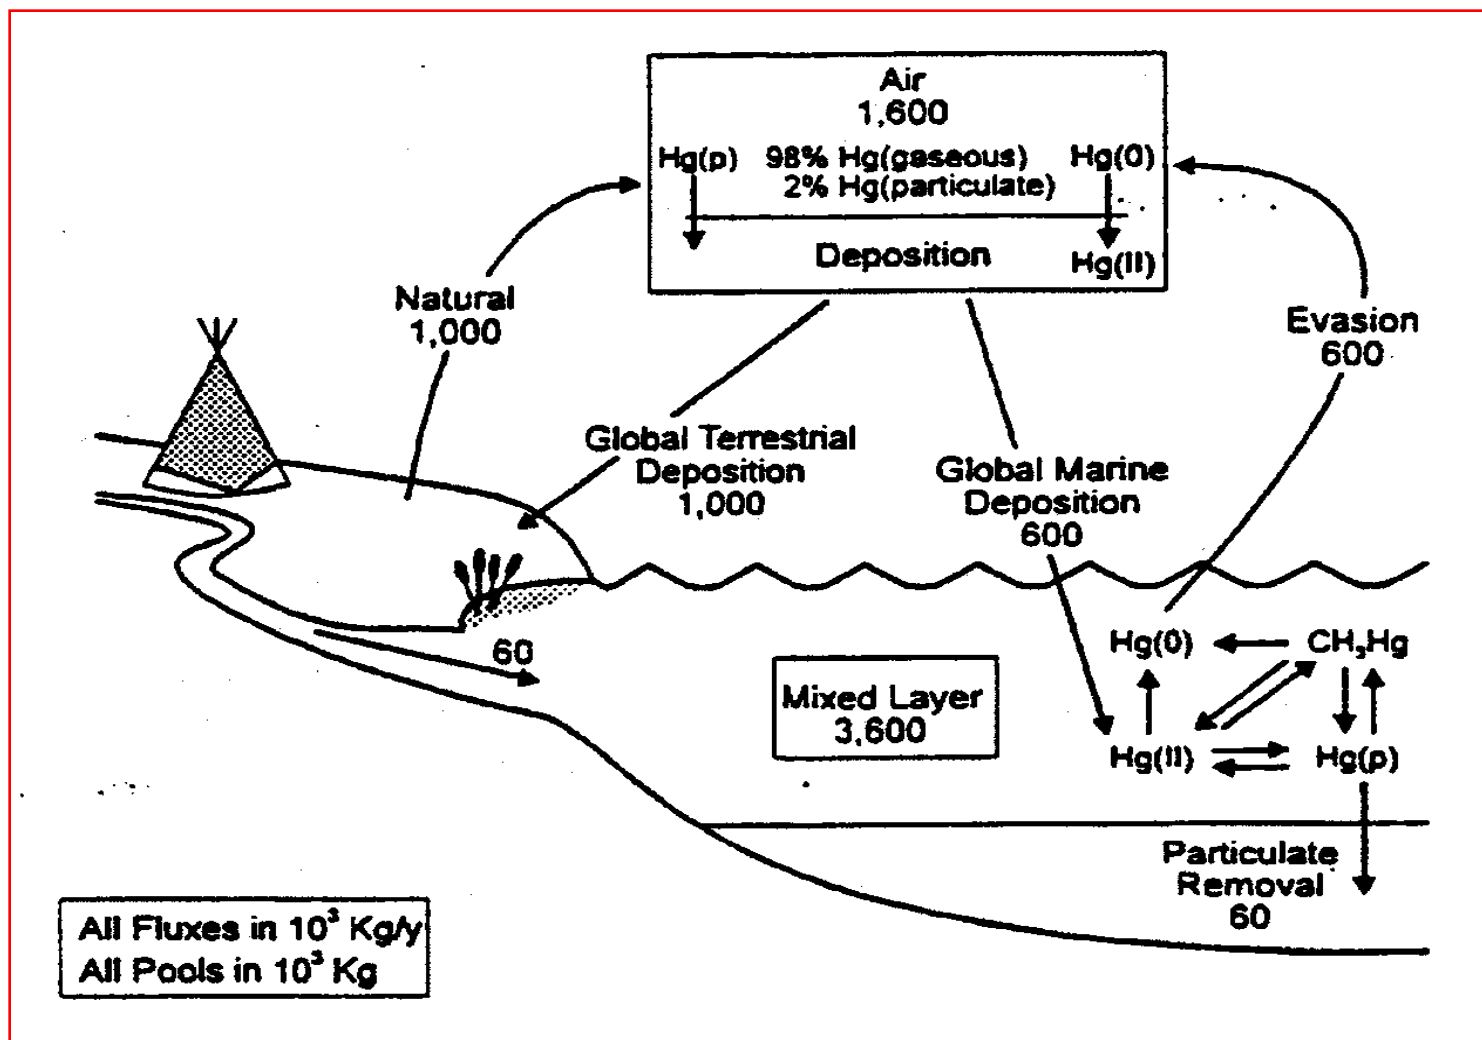 Air
1,600
Hg(p) 98% Hg(gaseous) Hg(0)
2% Hg(particulate)
Deposition Hg(II)
Natural
1,000
Evasion
600
Global Terrestrial
Deposition
1,000
Global Marine
Deposition
600
60
Hg(0) CH₃Hg
Mixed Layer
3,600
Hg(II) Hg(p)
Particulate
Removal
60
All Fluxes in 10³ Kg/y
All Pools in 10³ Kg